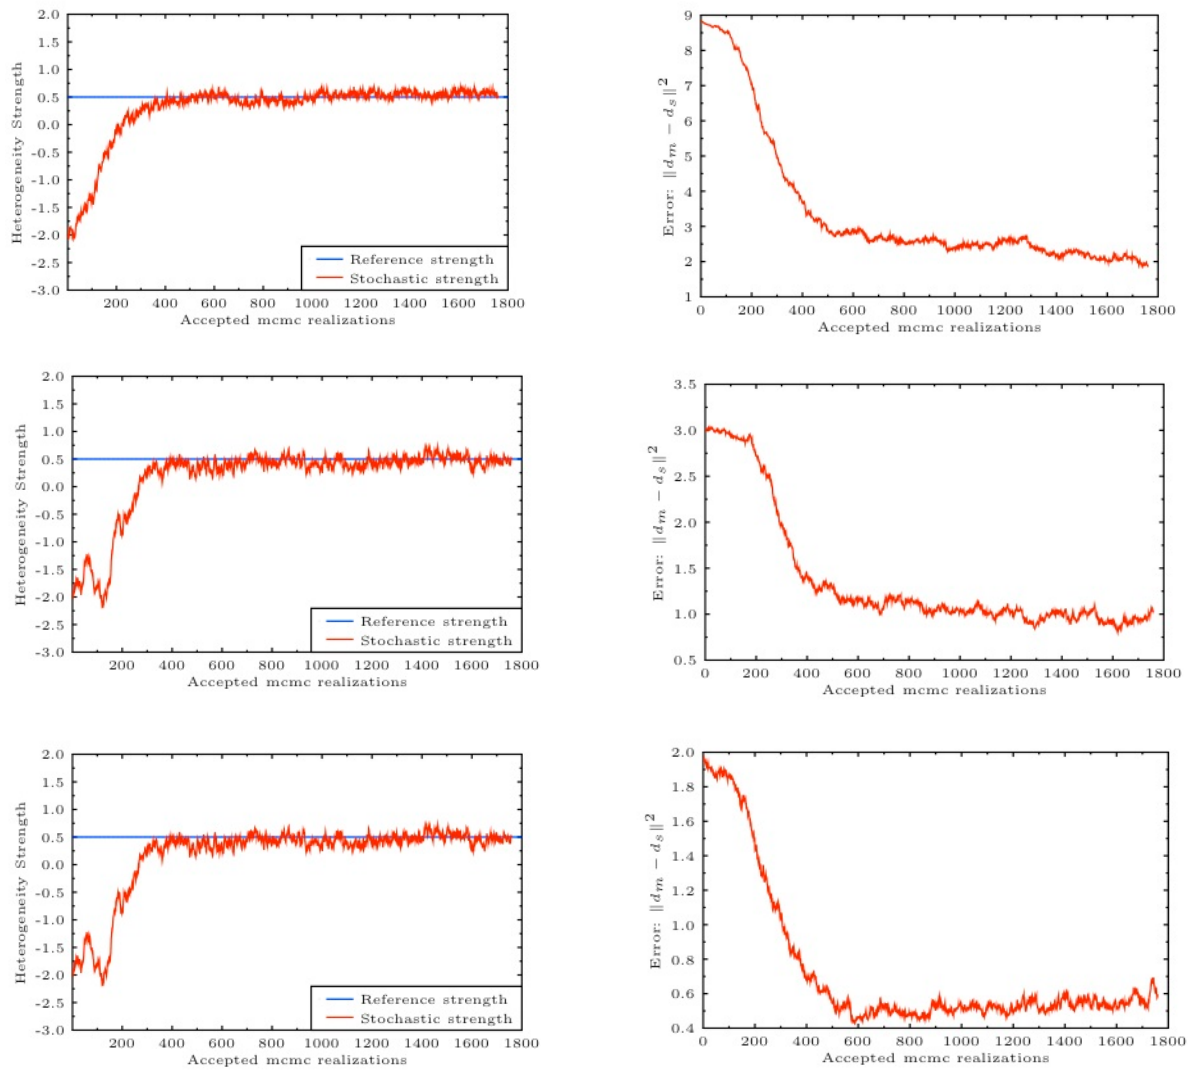 2.0
1.5
1.0
0.5
0.0
-0.5
-1.0
-1.5
-2.0
-2.5
-3.0
Heterogeneity Strength
Reference strength
Stochastic strength
200 400 600 800 1000 1200 1400 1600 1800
Accepted mcmc realizations
9
8
7
6
5
4
3
2
1
Error: ||d_m − d_s||²
0 200 400 600 800 1000 1200 1400 1600 1800
Accepted mcmc realizations
2.0
1.5
1.0
0.5
0.0
-0.5
-1.0
-1.5
-2.0
-2.5
-3.0
Heterogeneity Strength
Reference strength
Stochastic strength
200 400 600 800 1000 1200 1400 1600 1800
Accepted mcmc realizations
3.5
3.0
2.5
2.0
1.5
1.0
0.5
Error: ||d_m − d_s||²
0 200 400 600 800 1000 1200 1400 1600 1800
Accepted mcmc realizations
2.0
1.5
1.0
0.5
0.0
-0.5
-1.0
-1.5
-2.0
-2.5
-3.0
Heterogeneity Strength
Reference strength
Stochastic strength
200 400 600 800 1000 1200 1400 1600 1800
Accepted mcmc realizations
2.0
1.8
1.6
1.4
1.2
1.0
0.8
0.6
0.4
Error: ||d_m − d_s||²
0 200 400 600 800 1000 1200 1400 1600 1800
Accepted mcmc realizations